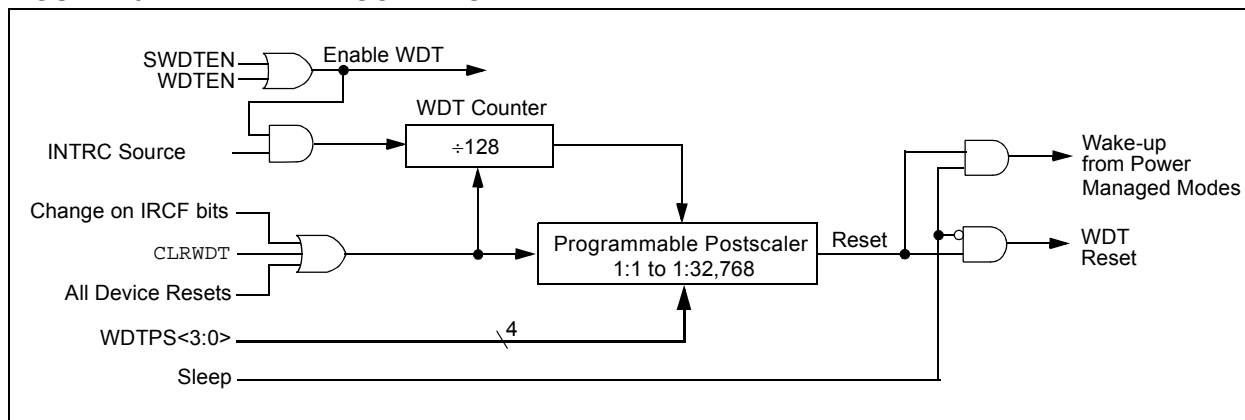 SWDTEN
WDTEN
Enable WDT
WDT Counter
÷128
INTRC Source
Wake-up
from Power
Managed Modes
Change on IRCF bits
CLRWDT
All Device Resets
Programmable Postscaler
1:1 to 1:32,768
Reset
WDT
Reset
WDTPS<3:0>
4
Sleep